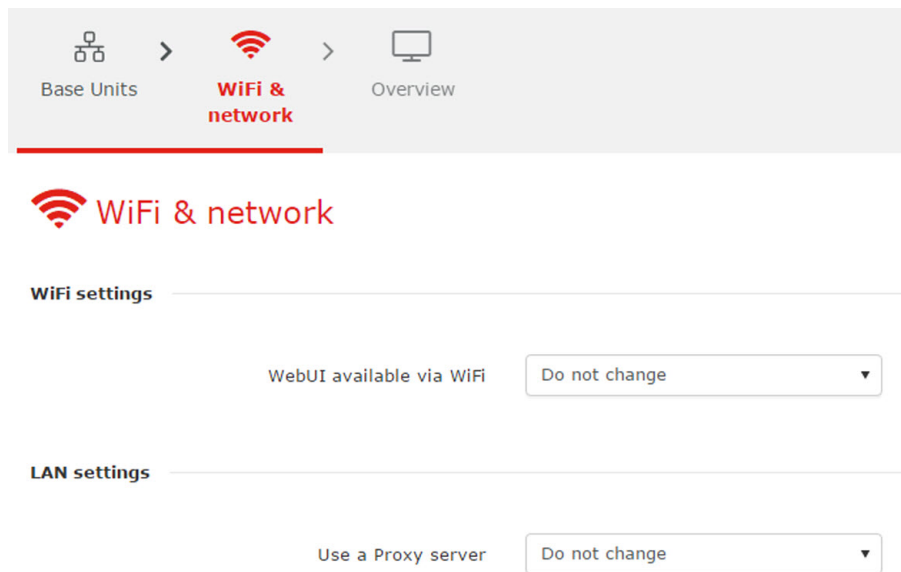 Base Units
WiFi &
network
Overview
WiFi & network
WiFi settings
WebUI available via WiFi
Do not change
LAN settings
Use a Proxy server
Do not change